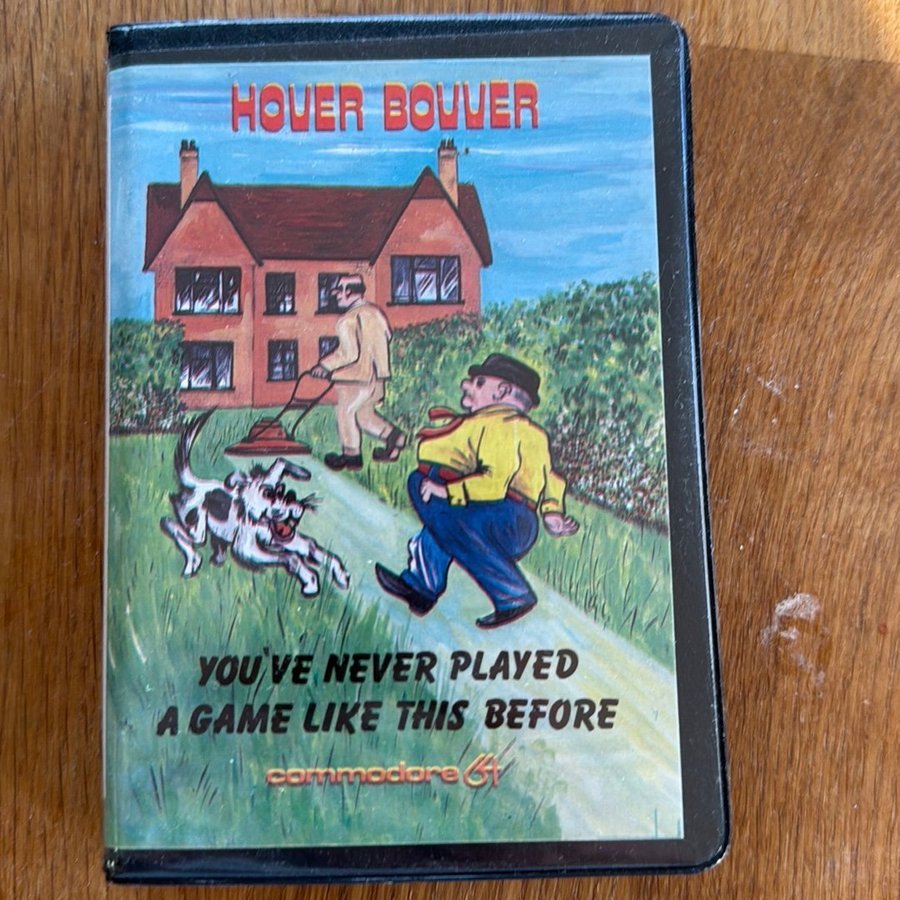 HOVER BOVVER
YOU'VE NEVER PLAYED
A GAME LIKE THIS BEFORE
commodore 64